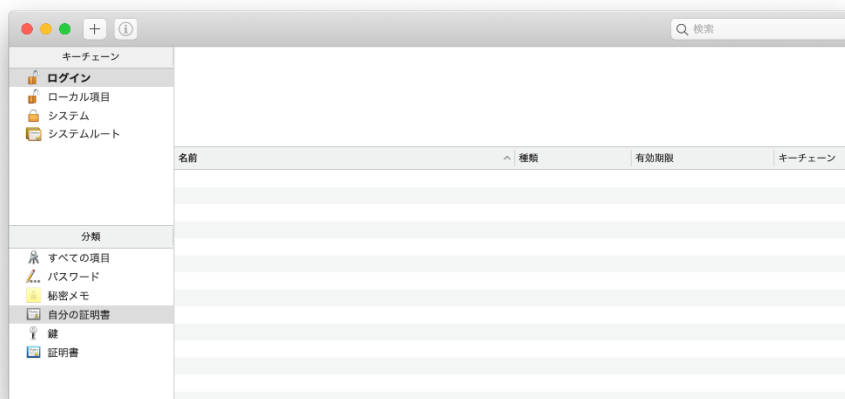 検索
キーチェーン
ログイン
ローカル項目
システム
システムルート
名前 種類 有効期限 キーチェーン
分類
すべての項目
パスワード
秘密メモ
自分の証明書
鍵
証明書